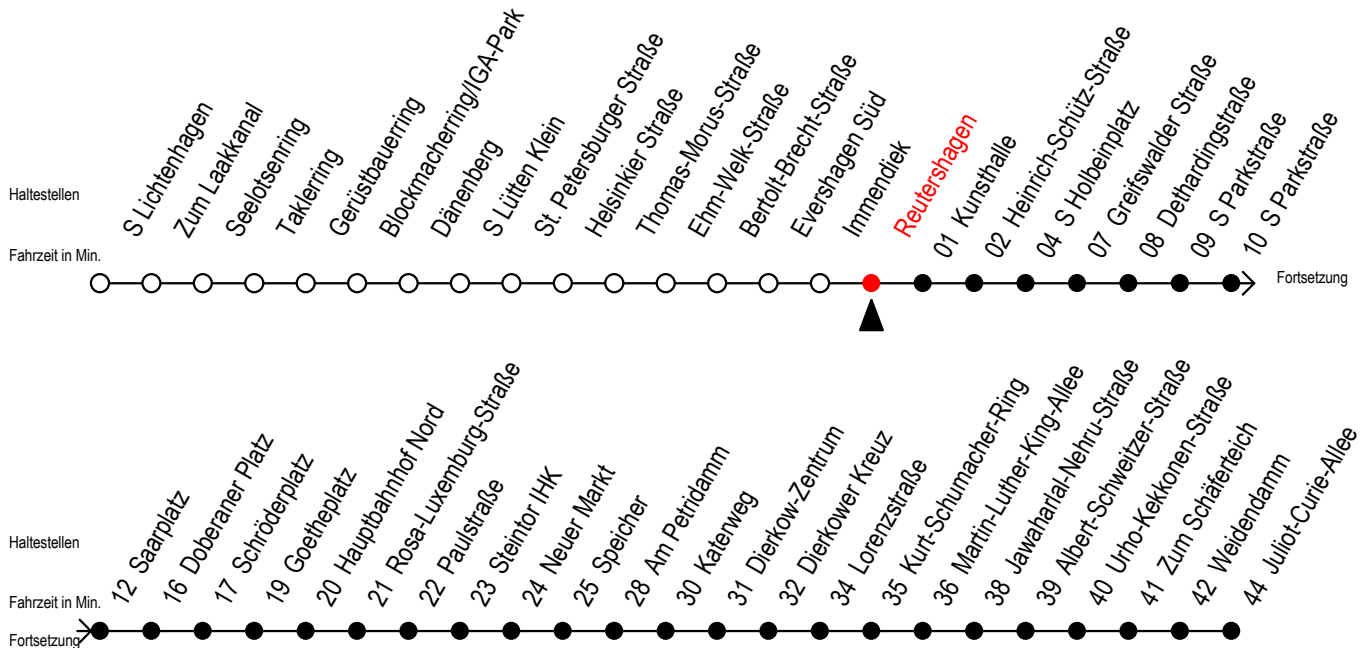 Haltestellen
S Lichtenhagen
Zum Laakkanal
Seelotsenring
Taklerring
Gerüstbauerring
Blockmacherring/IGA-Park
Dänenberg
S Lütten Klein
St. Petersburger Straße
Helsinkier Straße
Thomas-Morus-Straße
Ehm-Welk-Straße
Bertolt-Brecht-Straße
Evershagen Süd
Immendiek
Reutershagen
01 Kunsthalle
02 Heinrich-Schütz-Straße
04 S Holbeinplatz
07 Greifswalder Straße
08 Dethardingstraße
09 S Parkstraße
10 S Parkstraße
Fahrzeit in Min.
Fortsetzung
Haltestellen
12 Saarplatz
16 Doberaner Platz
17 Schröderplatz
19 Goetheplatz
20 Hauptbahnhof Nord
21 Rosa-Luxemburg-Straße
22 Paulstraße
23 Steintor IHK
24 Neuer Markt
25 Speicher
28 Am Petridamm
30 Katenweg
31 Dierkow-Zentrum
32 Dierkower Kreuz
34 Lorenzstraße
35 Kurt-Schumacher-Ring
36 Martin-Luther-King-Allee
38 Jawaharlal-Nehru-Straße
39 Albert-Schweitzer-Straße
40 Urho-Kekkonen-Straße
41 Zum Schäferteich
42 Weidendamm
44 Juliot-Curie-Allee
Fahrzeit in Min.
Fortsetzung